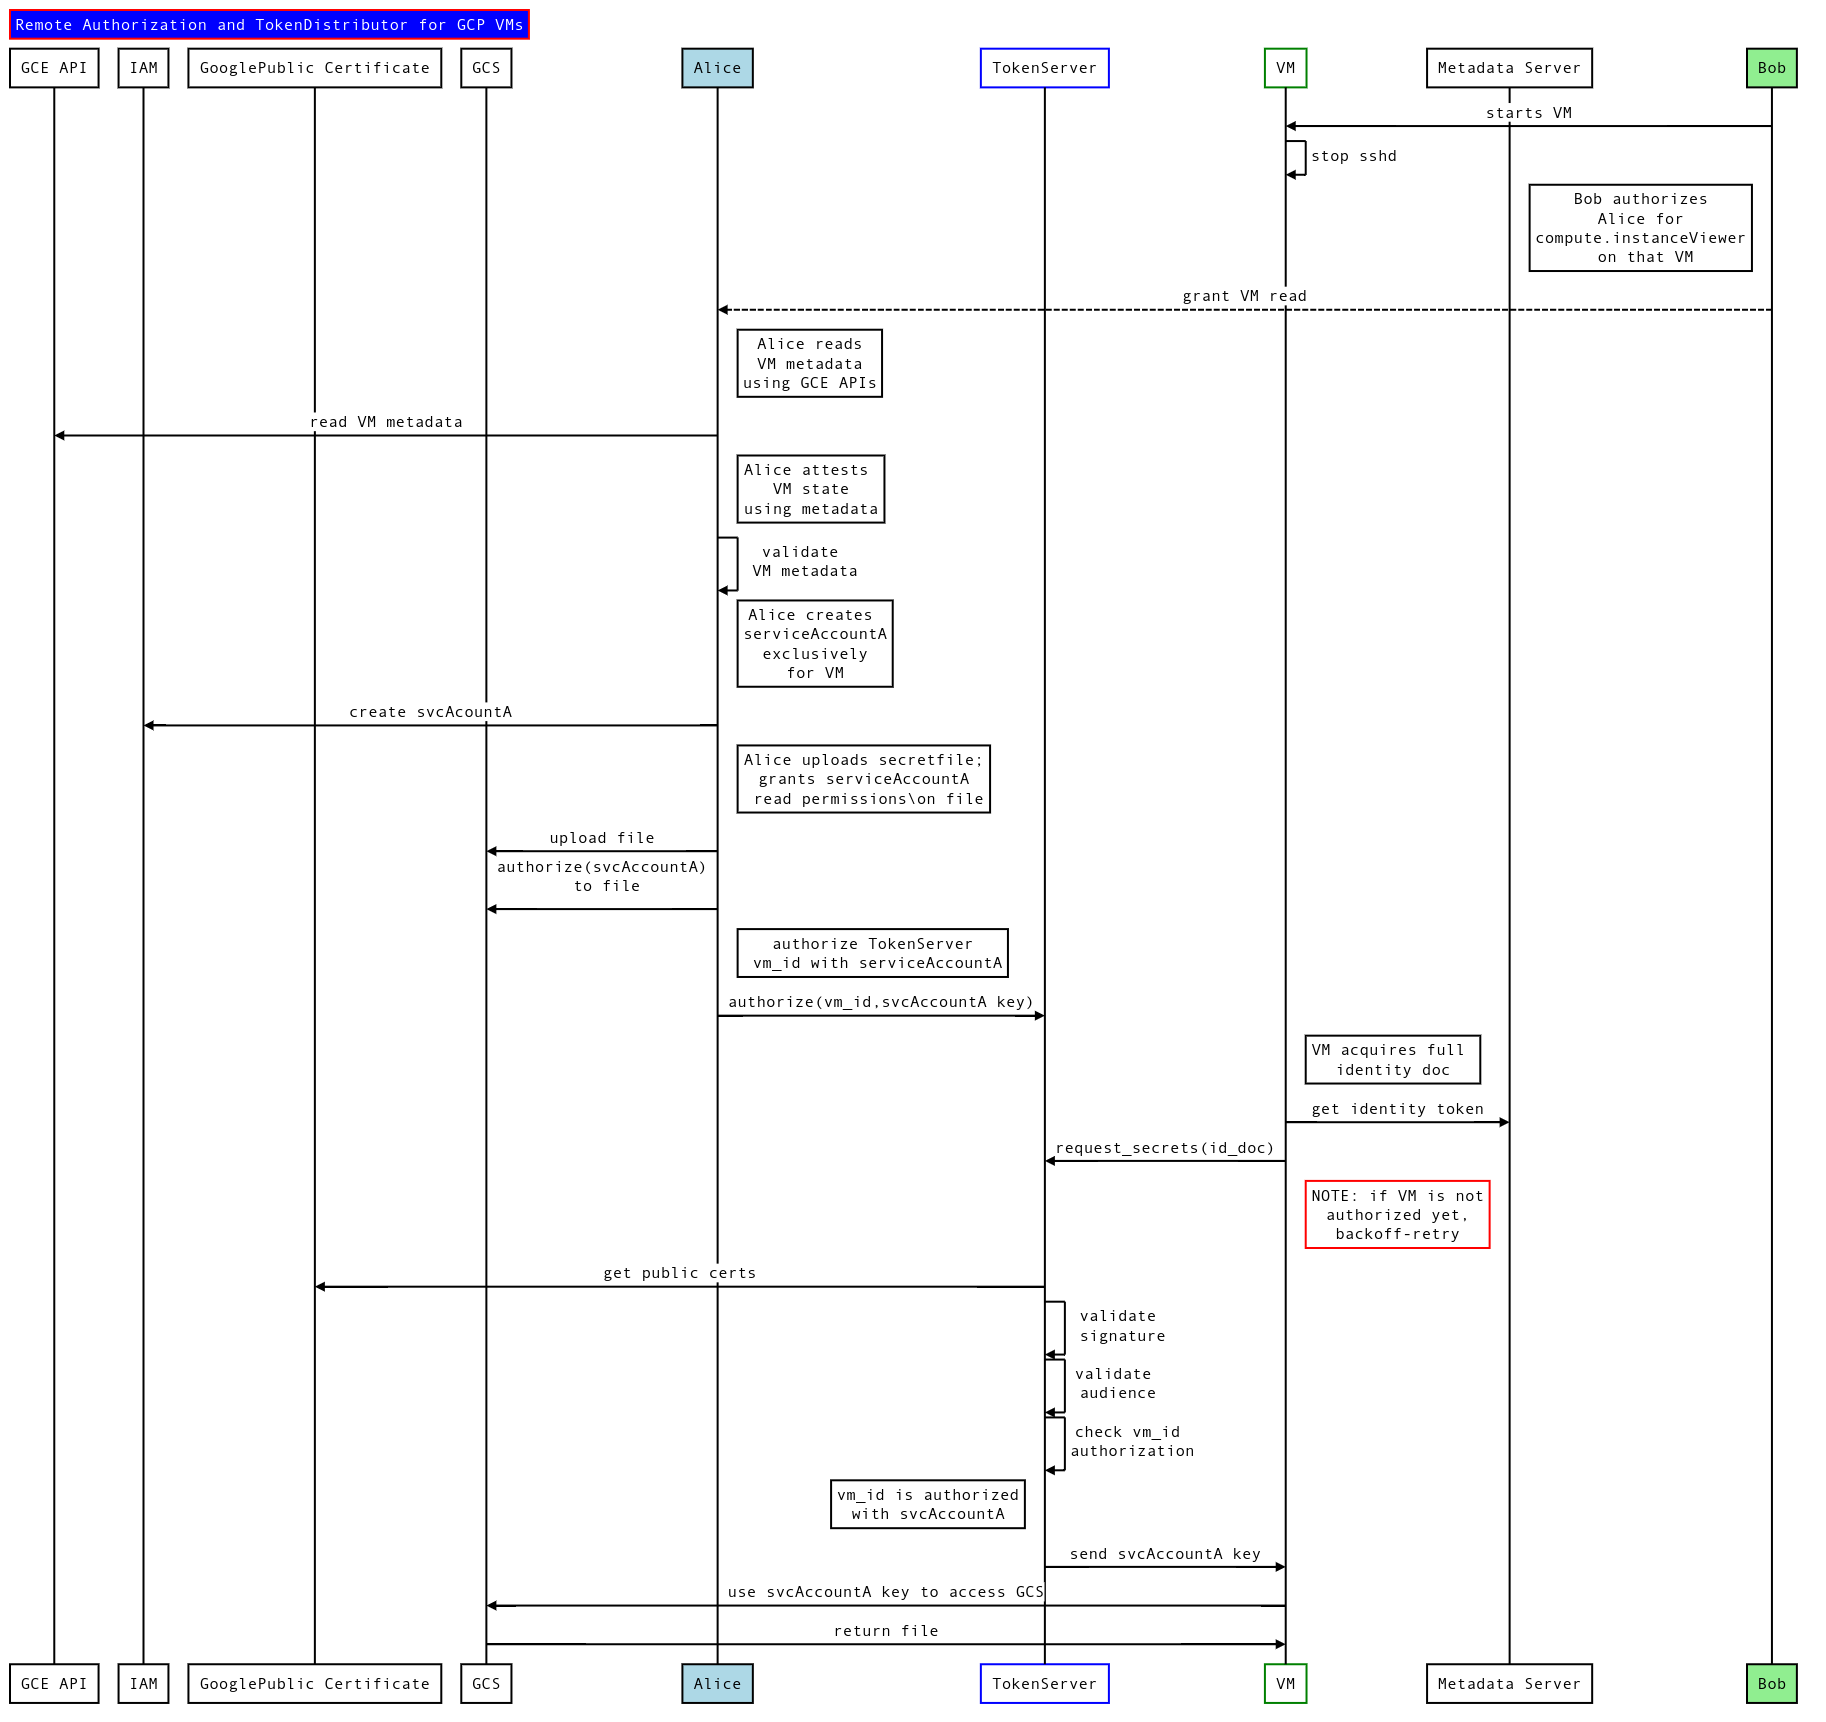 Remote Authorization and TokenDistributor for GCP VMs
GCE API
IAM
GooglePublic Certificate
GCS
Alice
TokenServer
VM
Metadata Server
Bob
starts VM
stop sshd
Bob authorizes
Alice for
compute.instanceViewer
on that VM
grant VM read
Alice reads
VM metadata
using GCE APIs
read VM metadata
Alice attests
VM state
using metadata
validate
VM metadata
Alice creates
serviceAccountA
exclusively
for VM
create svcAcountA
Alice uploads secretfile;
grants serviceAccountA
read permissions\on file
upload file
authorize(svcAccountA)
to file
authorize TokenServer
vm_id with serviceAccountA
authorize(vm_id,svcAccountA key)
VM acquires full
identity doc
get identity token
request_secrets(id_doc)
NOTE: if VM is not
authorized yet,
backoff-retry
get public certs
validate
signature
validate
audience
check vm_id
authorization
vm_id is authorized
with svcAccountA
send svcAccountA key
use svcAccountA key to access GCS
return file
GCE API
IAM
GooglePublic Certificate
GCS
Alice
TokenServer
VM
Metadata Server
Bob